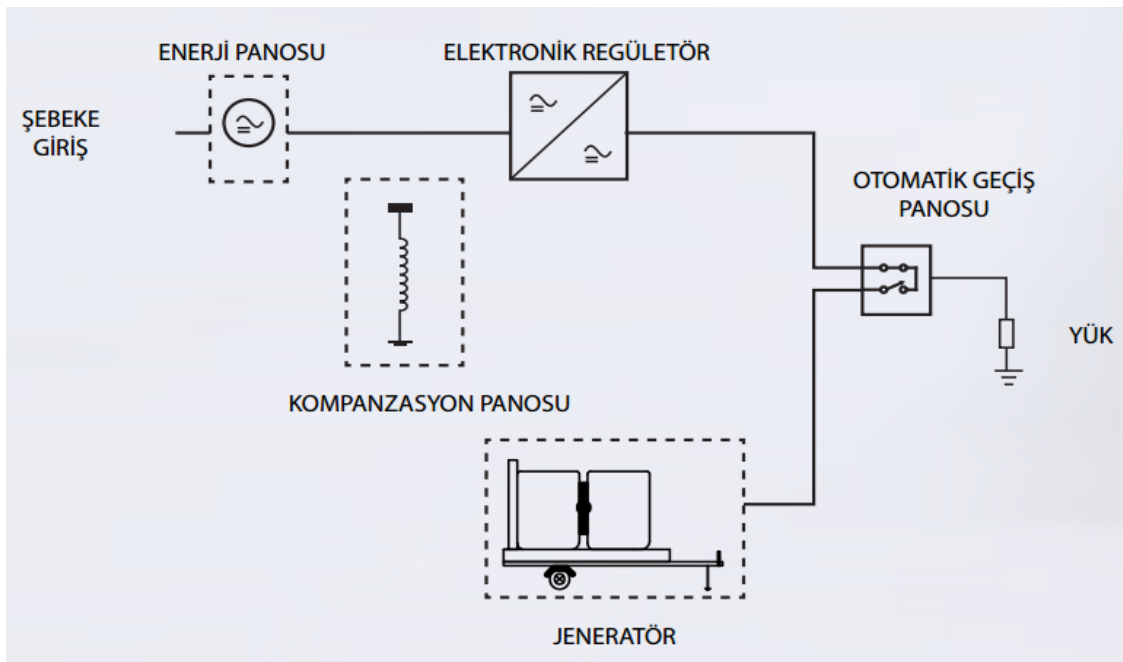 ENERJİ PANOSU
ELEKTRONİK REGÜLETÖR
ŞEBEKE
GİRİŞ
OTOMATİK GEÇİŞ
PANOSU
YÜK
KOMPANZASYON PANOSU
JENERATÖR